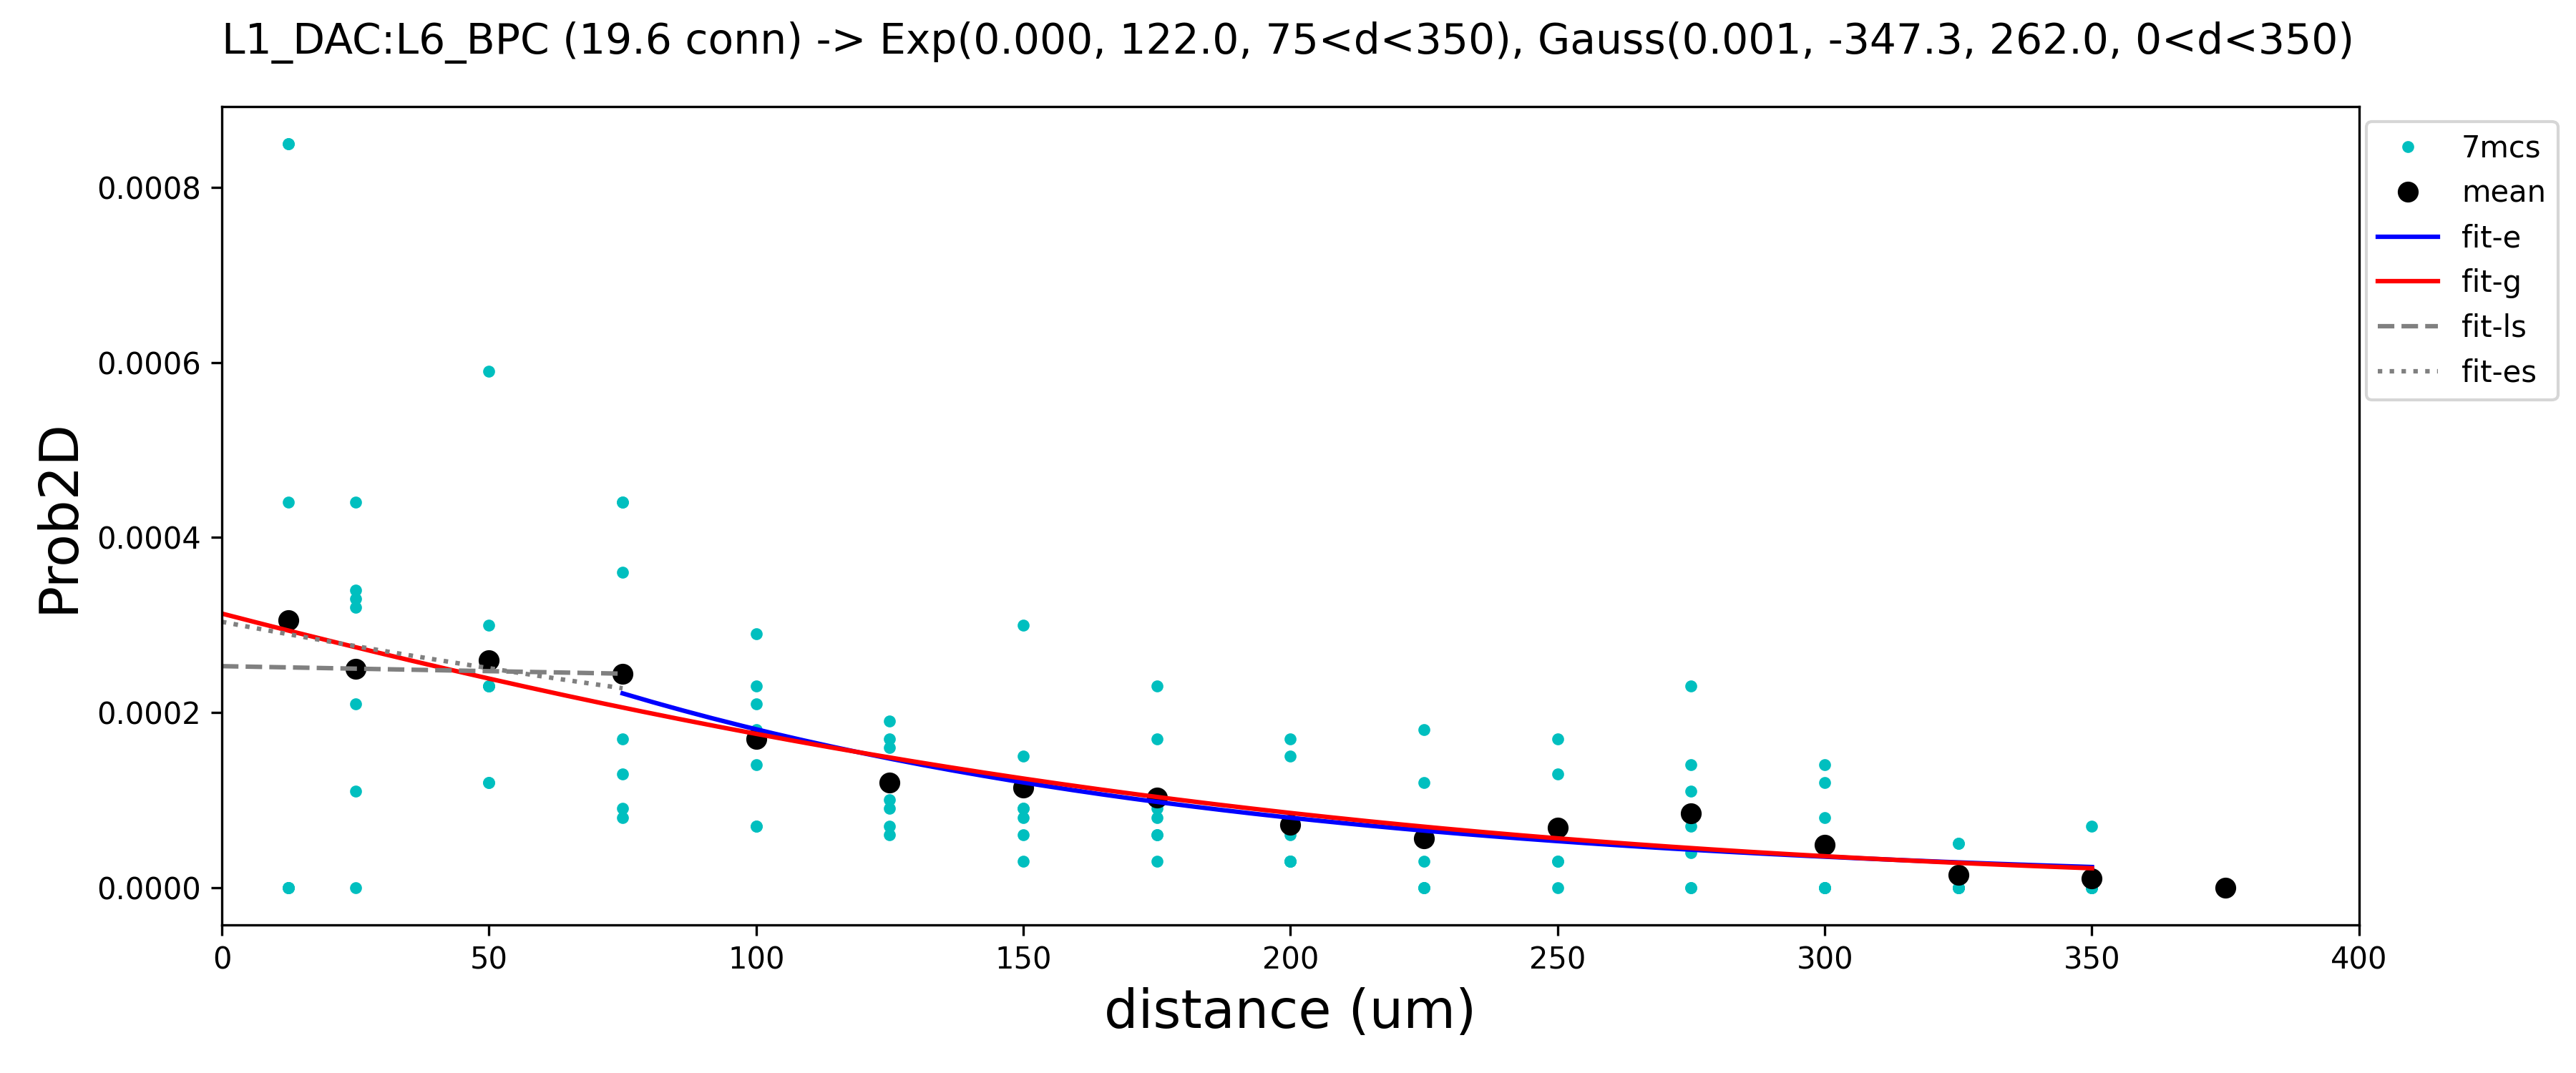 L1_DAC:L6_BPC (19.6 conn) -> Exp(0.000, 122.0, 75<d<350), Gauss(0.001, -347.3, 262.0, 0<d<350)
7mcs
mean
fit-e
fit-g
fit-ls
fit-es
Prob2D
0.0008
0.0006
0.0004
0.0002
0.0000
0 50 100 150 200 250 300 350 400
distance (um)